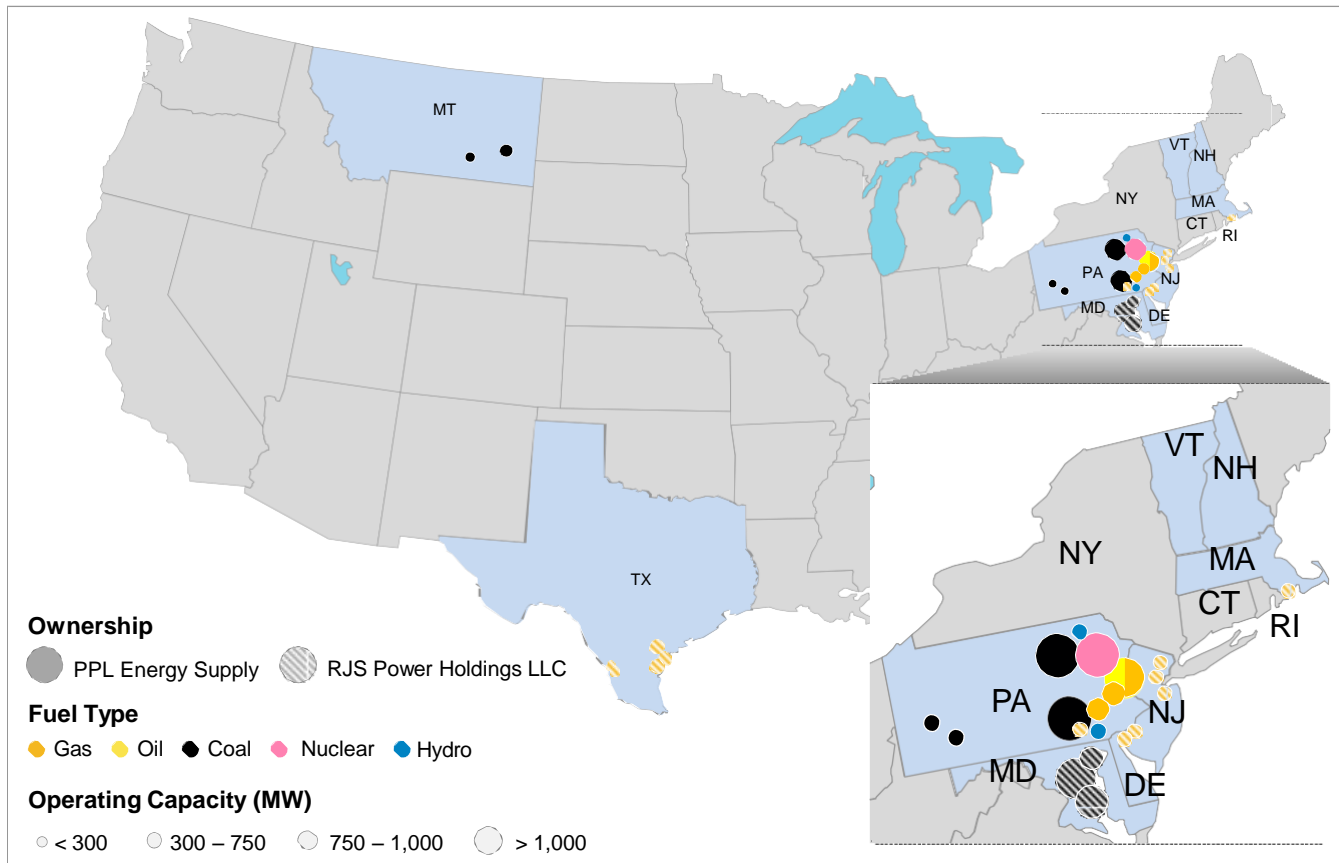 MT
VT
NH
NY
MA
CT
RI
PA
NJ
MD
DE
TX
VT
NH
NY
MA
CT
RI
PA
NJ
MD
DE
Ownership
PPL Energy Supply
RJS Power Holdings LLC
Fuel Type
Gas
Oil
Coal
Nuclear
Hydro
Operating Capacity (MW)
< 300
300 – 750
750 – 1,000
> 1,000